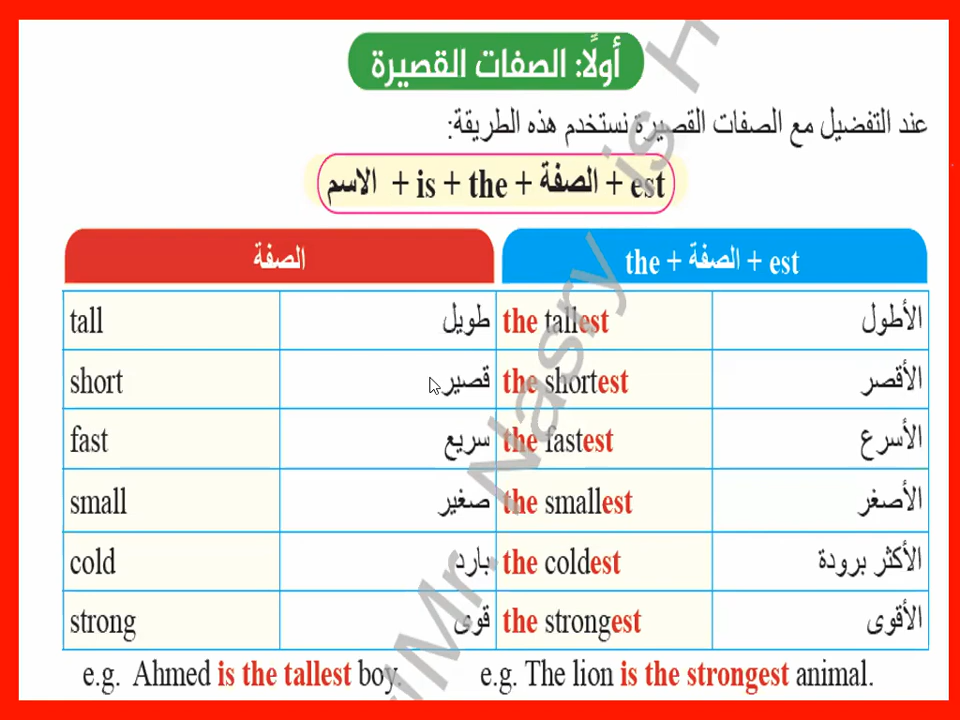 أولًا: الصفات القصيرة
عند التفضيل مع الصفات القصيرة نستخدم هذه الطريقة:
الاسم + is + the + الصفة + est
الصفة the + الصفة + est
tall طويل the tallest الأطول
short قصير the shortest الأقصر
fast سريع the fastest الأسرع
small صغير the smallest الأصغر
cold بارد the coldest الأكثر برودة
strong قوى the strongest الأقوى
e.g. Ahmed is the tallest boy. e.g. The lion is the strongest animal.
Mr. Nasry is H